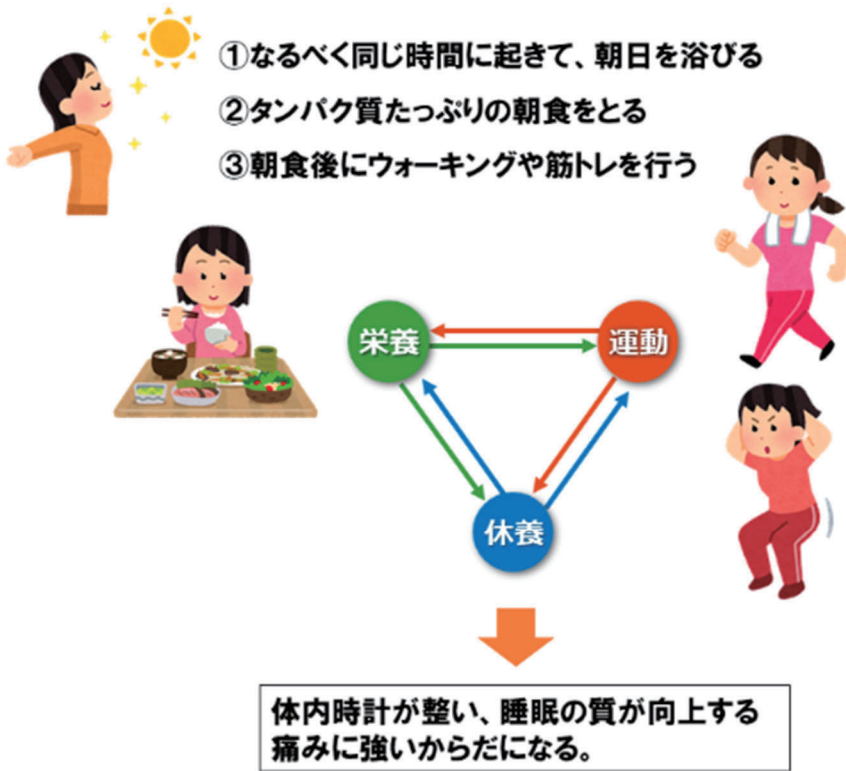 ①なるべく同じ時間に起きて、朝日を浴びる
②タンパク質たっぷりの朝食をとる
③朝食後にウォーキングや筋トレを行う
栄養
運動
休養
体内時計が整い、睡眠の質が向上する
痛みに強いからだになる。